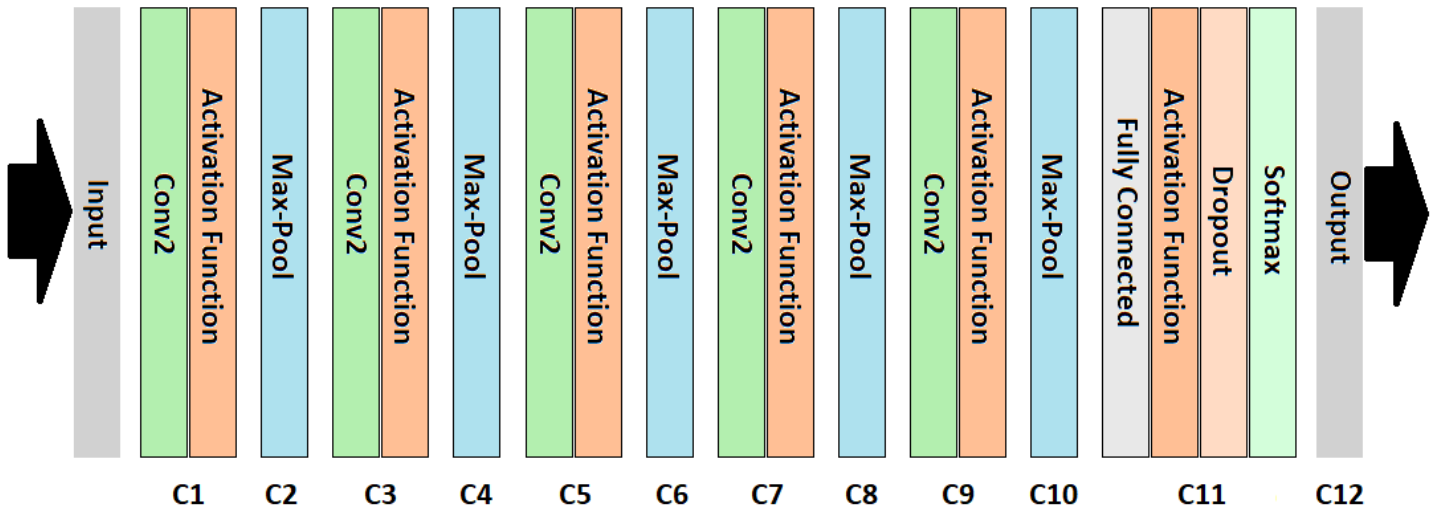 Input
Conv2
Activation Function
Max-Pool
Conv2
Activation Function
Max-Pool
Conv2
Activation Function
Max-Pool
Conv2
Activation Function
Max-Pool
Conv2
Activation Function
Max-Pool
Fully Connected
Activation Function
Dropout
Softmax
Output
C1 C2 C3 C4 C5 C6 C7 C8 C9 C10 C11 C12